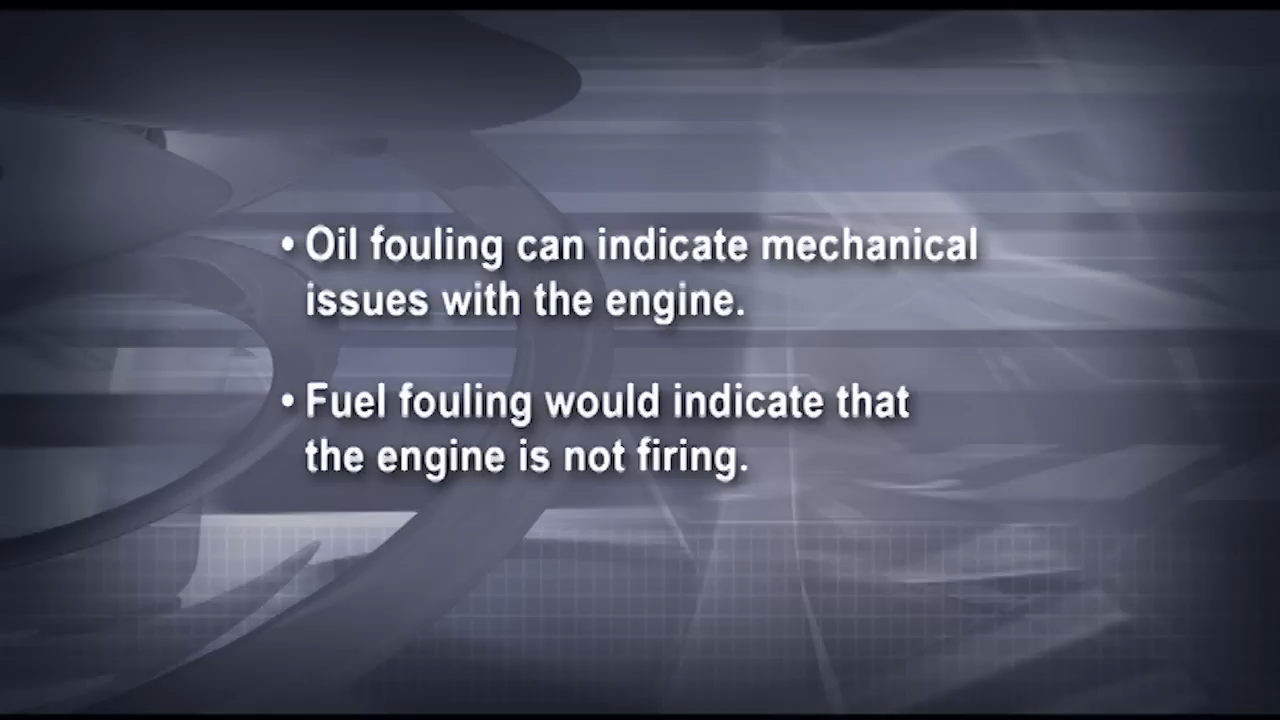 • Oil fouling can indicate mechanical
issues with the engine.
• Fuel fouling would indicate that
the engine is not firing.